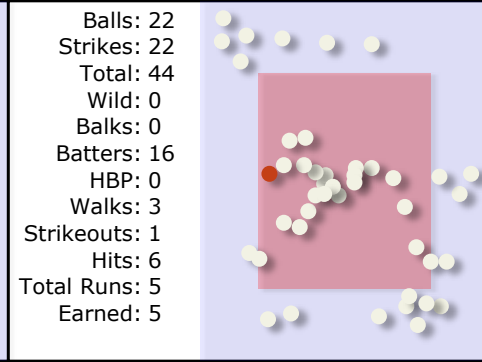 Balls: 22
Strikes: 22
Total: 44
Wild: 0
Balks: 0
Batters: 16
HBP: 0
Walks: 3
Strikeouts: 1
Hits: 6
Total Runs: 5
Earned: 5